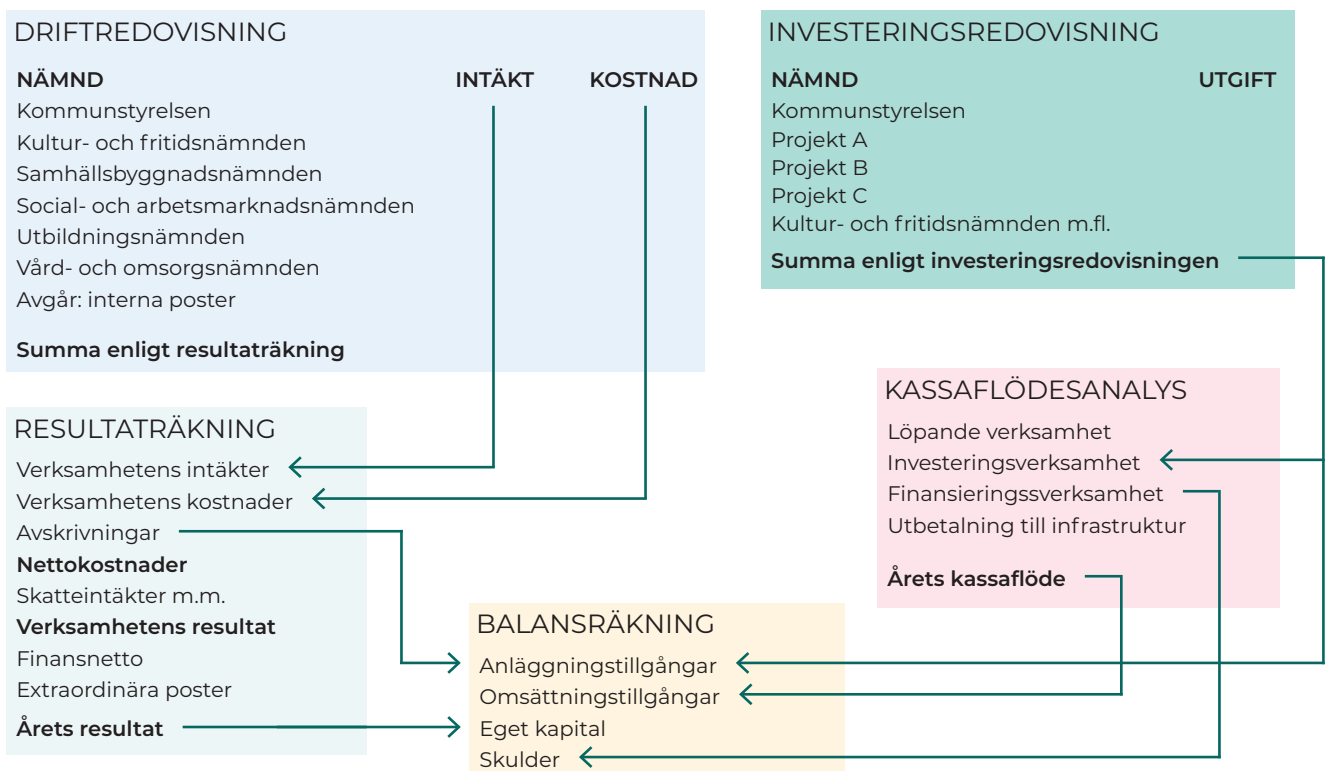 DRIFTREDOVISNING
NÄMND INTÄKT KOSTNAD
Kommunstyrelsen
Kultur- och fritidsnämnden
Samhällsbyggnadsnämnden
Social- och arbetsmarknadsnämnden
Utbildningsnämnden
Vård- och omsorgsnämnden
Avgår: interna poster
Summa enligt resultaträkning
INVESTERINGSREDOVISNING
NÄMND UTGIFT
Kommunstyrelsen
Projekt A
Projekt B
Projekt C
Kultur- och fritidsnämnden m.fl.
Summa enligt investeringsredovisningen
RESULTATRÄKNING
Verksamhetens intäkter
Verksamhetens kostnader
Avskrivningar
Nettokostnader
Skatteintäkter m.m.
Verksamhetens resultat
Finansnetto
Extraordinära poster
Årets resultat
KASSAFLÖDESANALYS
Löpande verksamhet
Investeringsverksamhet
Finansieringssverksamhet
Utbetalning till infrastruktur
Årets kassaflöde
BALANSRÄKNING
Anläggningstillgångar
Omsättningstillgångar
Eget kapital
Skulder